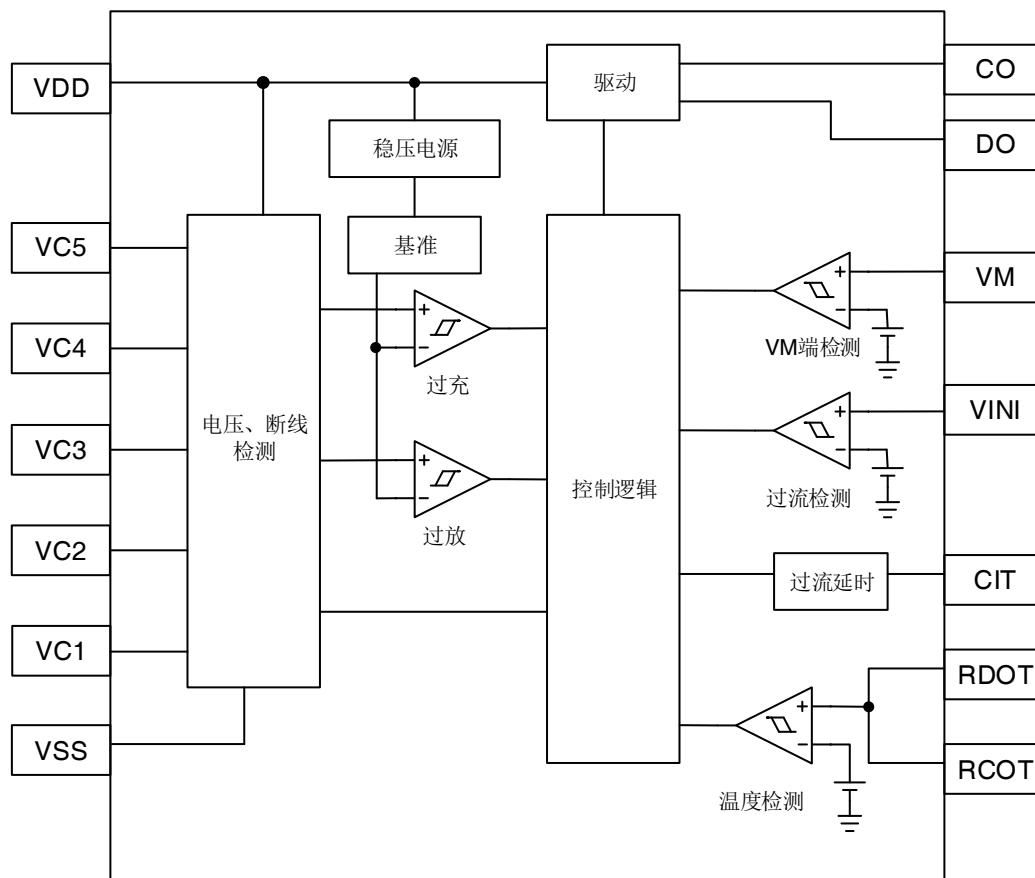 VDD
驱动
CO
DO
稳压电源
VC5
基准
VM
+
-
VM端检测
VC4
+
-
过充
VINI
+
-
过流检测
VC3
电压、断线
检测
+
-
过放
控制逻辑
VC2
过流延时
CIT
VC1
RDOT
+
-
温度检测
VSS
RCOT